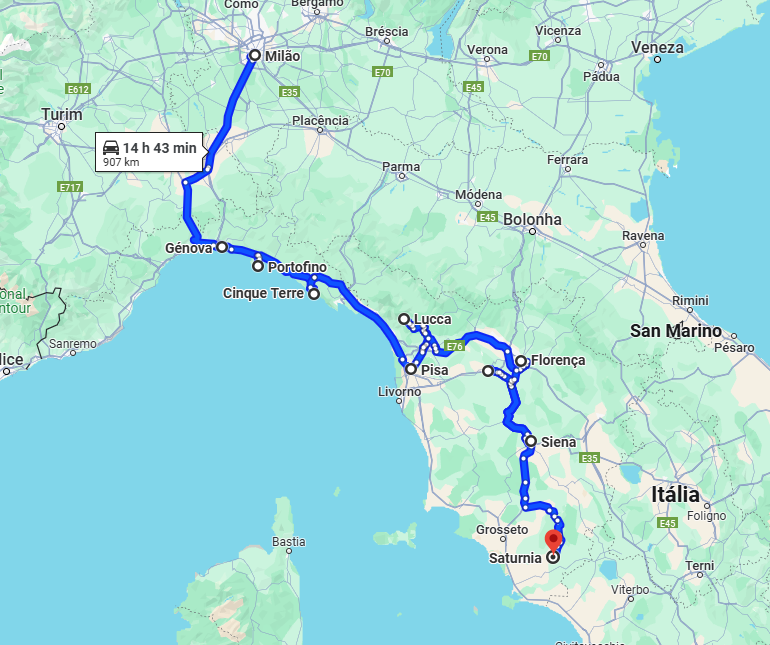 Como
Bergamo
Bréscia
Vicenza
Verona
Veneza
Milão
E70
E70
Pádua
E612
E35
E45
Turim
Placência
14 h 43 min
907 km
Parma
Ferrara
E717
Módena
E45
Bolonha
Génova
Ravena
Portofino
Cinque Terre
onal
ntour
Rimini
Lucca
San Marino
Sanremo
E76
Pésaro
lice
Florença
Pisa
Livorno
Siena
E35
Itália
Foligno
E45
Grosseto
Bastia
Saturnia
Terni
Viterbo
Civitavecchia